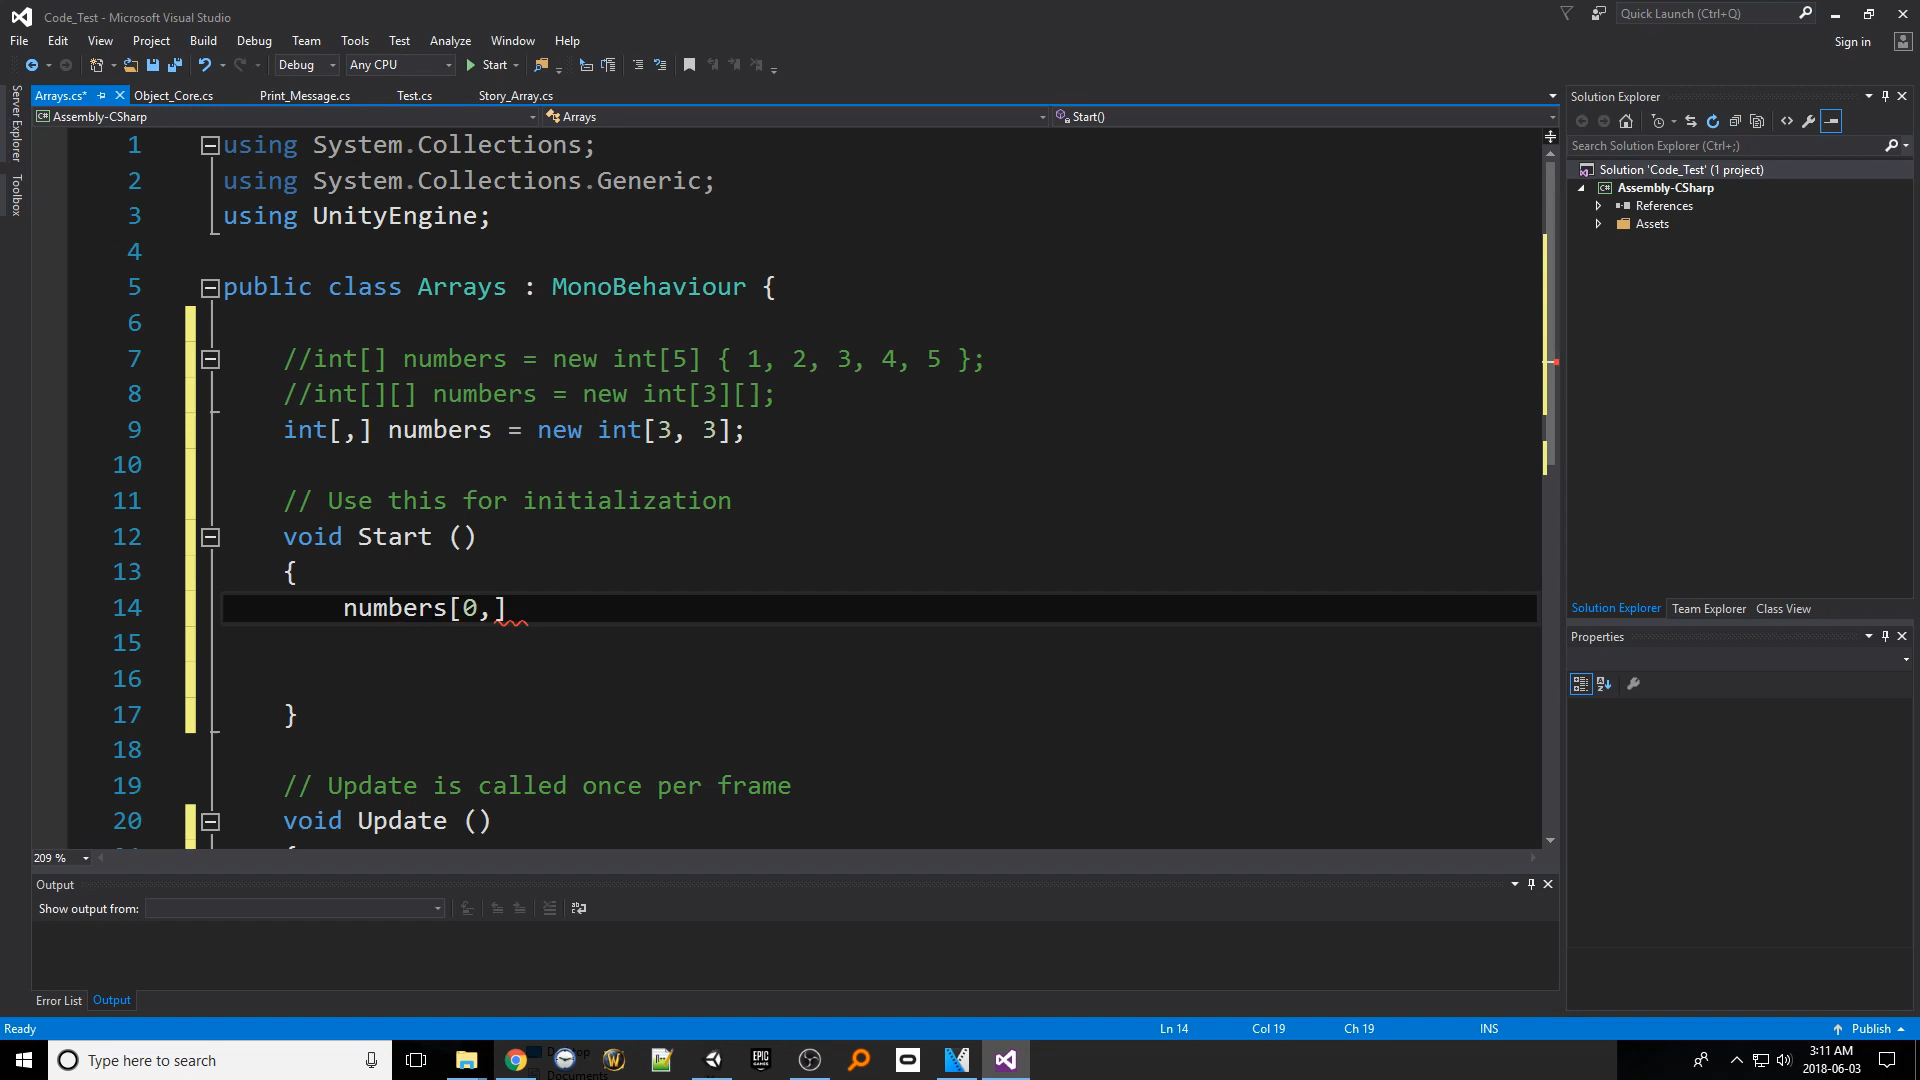 Code_Test - Microsoft Visual Studio
Quick Launch (Ctrl+Q)
File Edit View Project Build Debug Team Tools Test Analyze Window Help
Sign in
Debug Any CPU Start
Server Explorer
Toolbox
Arrays.cs* Object_Core.cs Print_Message.cs Test.cs Story_Array.cs
Assembly-CSharp Arrays Start()
1 using System.Collections;
2 using System.Collections.Generic;
3 using UnityEngine;
4
5 public class Arrays : MonoBehaviour {
6
7 //int[] numbers = new int[5] { 1, 2, 3, 4, 5 };
8 //int[][] numbers = new int[3][];
9 int[,] numbers = new int[3, 3];
10
11 // Use this for initialization
12 void Start ()
13 {
14 numbers[0,]
15
16
17 }
18
19 // Update is called once per frame
20 void Update ()
209 %
Output
Show output from:
Error List Output
Solution Explorer
Search Solution Explorer (Ctrl+;)
Solution 'Code_Test' (1 project)
Assembly-CSharp
References
Assets
Solution Explorer Team Explorer Class View
Properties
Ready Ln 14 Col 19 Ch 19 INS Publish
Type here to search
Desktop
Documents
EPIC GAMES
3:11 AM
2018-06-03